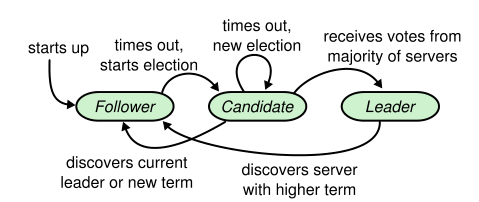 starts up
times out,
starts election
times out,
new election
receives votes from
majority of servers
Follower
Candidate
Leader
discovers current
leader or new term
discovers server
with higher term